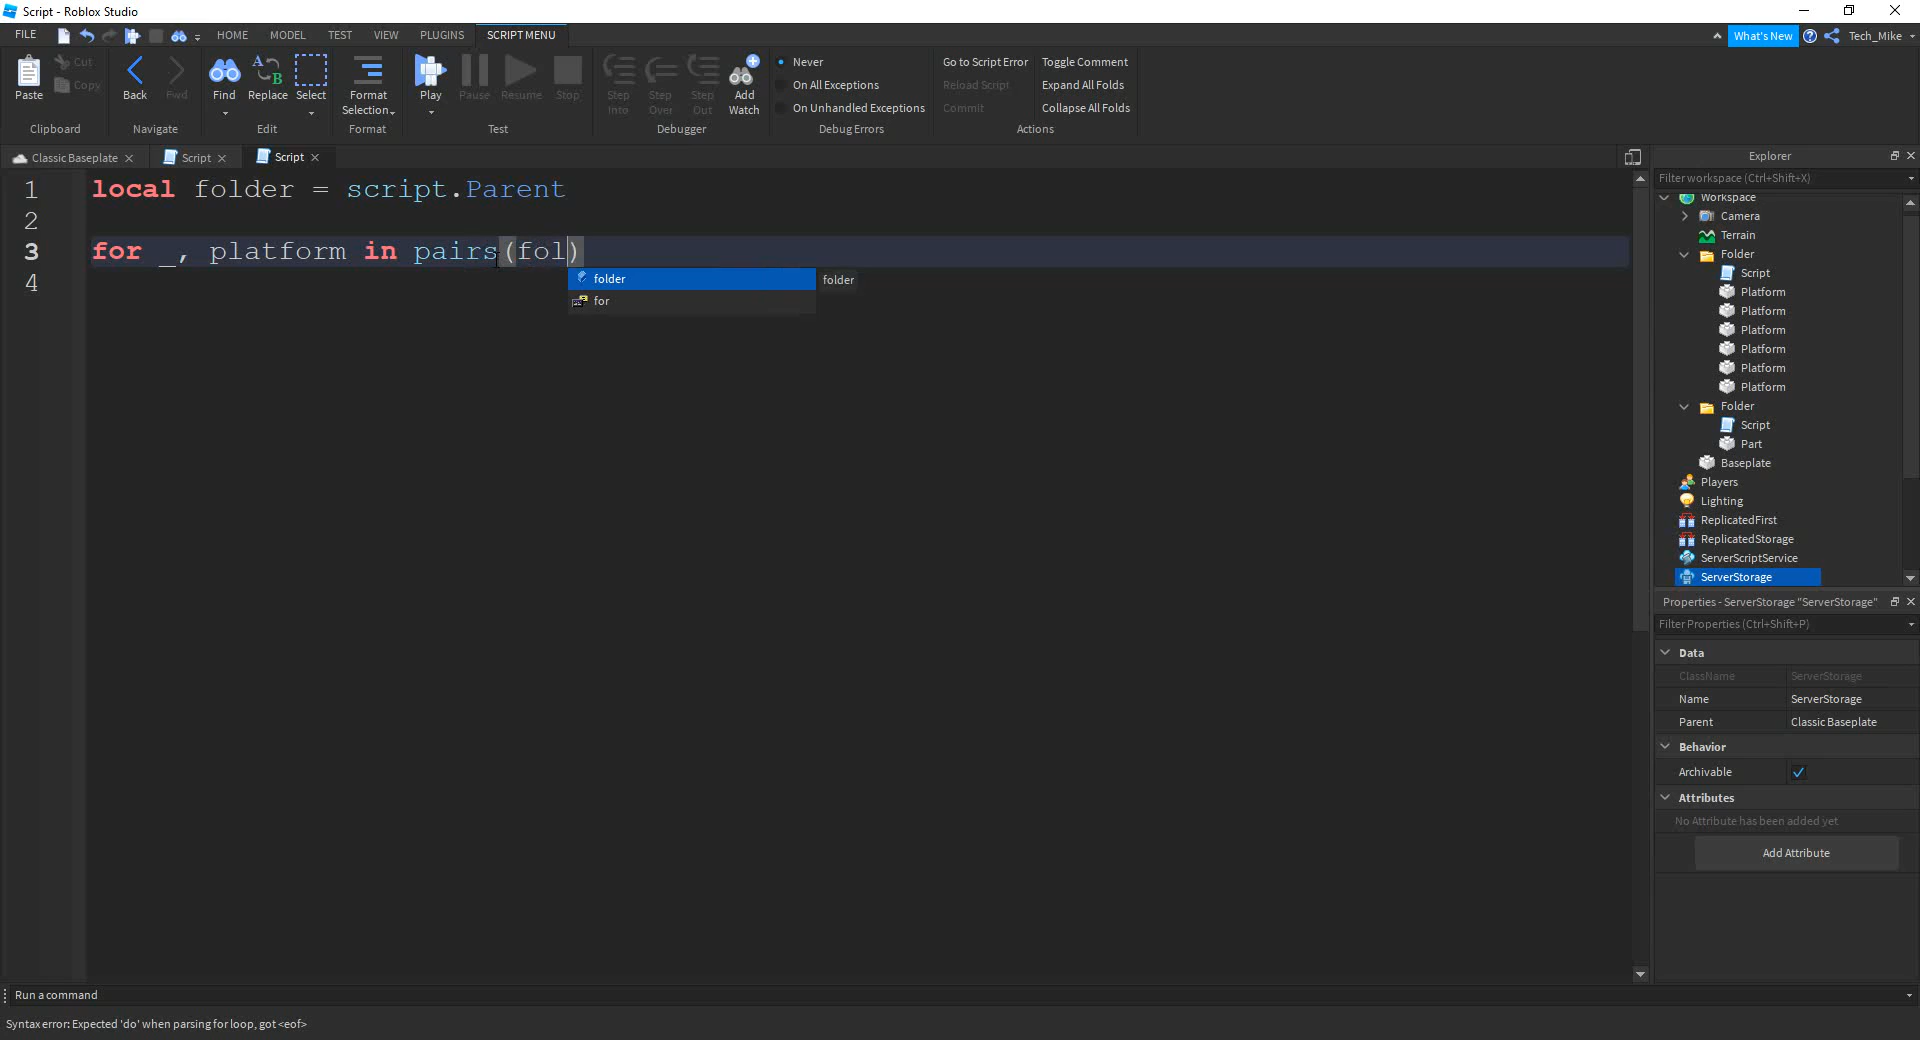 Script - Roblox Studio
FILE HOME MODEL TEST VIEW PLUGINS SCRIPT MENU What's New Tech_Mike
Paste
Cut
Copy
Clipboard
Back
Fwd
Navigate
Find
Replace
Select
Edit
Format
Selection
Format
Play
Pause
Resume
Stop
Test
Step
Into
Step
Over
Step
Out
Add
Watch
Debugger
Never
On All Exceptions
On Unhandled Exceptions
Debug Errors
Go to Script Error
Reload Script
Commit
Toggle Comment
Expand All Folds
Collapse All Folds
Actions
Classic Baseplate
Script
Script
1 local folder = script.Parent
2
3 for _, platform in pairs(fol)
4
folder
folder
for
Explorer
Filter workspace (Ctrl+Shift+X)
Workspace
Camera
Terrain
Folder
Script
Platform
Platform
Platform
Platform
Platform
Platform
Folder
Script
Part
Baseplate
Players
Lighting
ReplicatedFirst
ReplicatedStorage
ServerScriptService
ServerStorage
Properties - ServerStorage "ServerStorage"
Filter Properties (Ctrl+Shift+P)
Data
ClassName ServerStorage
Name ServerStorage
Parent Classic Baseplate
Behavior
Archivable
Attributes
No Attribute has been added yet
Add Attribute
Run a command
Syntax error: Expected 'do' when parsing for loop, got <eof>